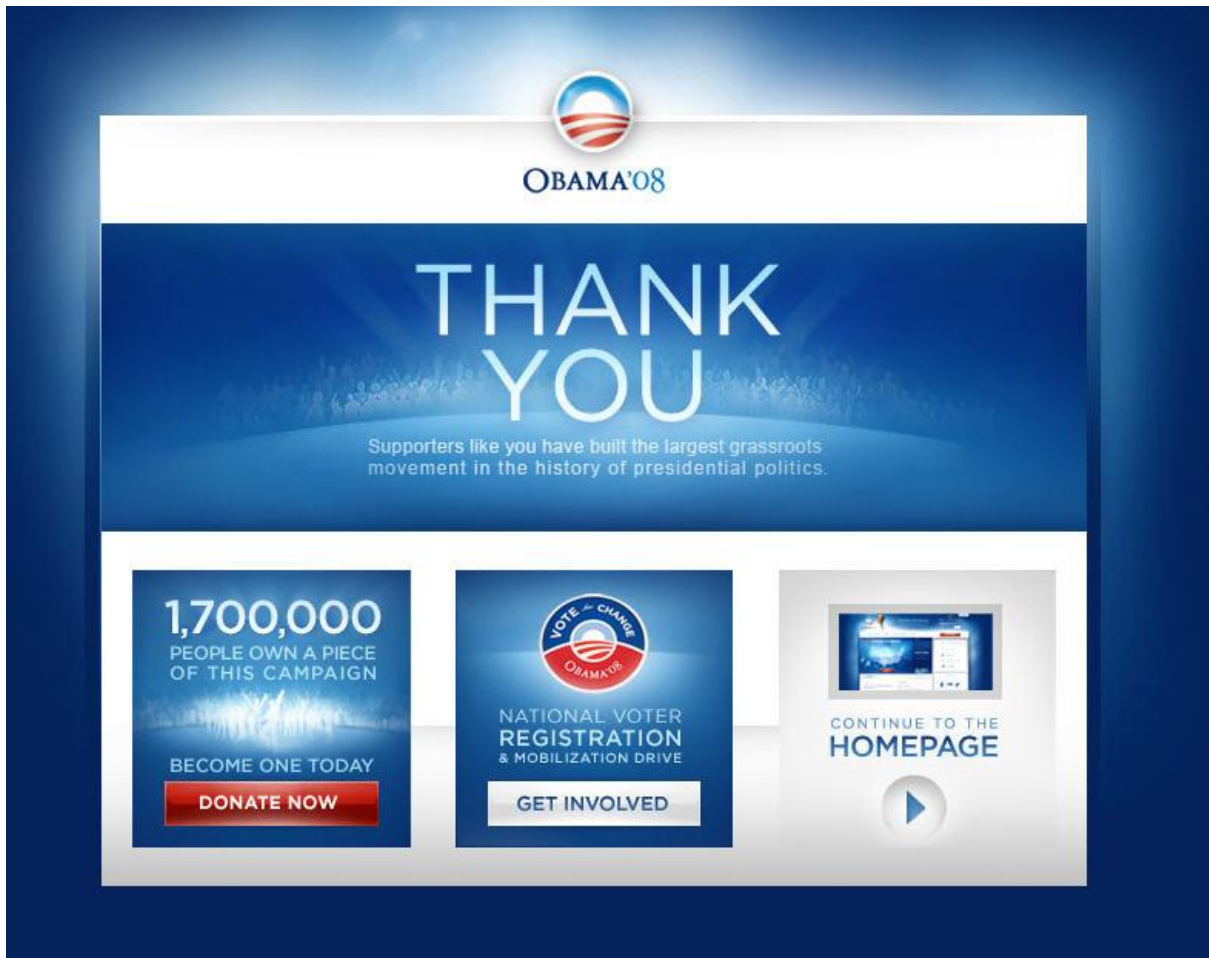 OBAMA'08
THANK
YOU
Supporters like you have built the largest grassroots
movement in the history of presidential politics.
1,700,000
PEOPLE OWN A PIECE
OF THIS CAMPAIGN
BECOME ONE TODAY
DONATE NOW
VOTE for CHANGE
OBAMA'08
NATIONAL VOTER
REGISTRATION
& MOBILIZATION DRIVE
GET INVOLVED
CONTINUE TO THE
HOMEPAGE